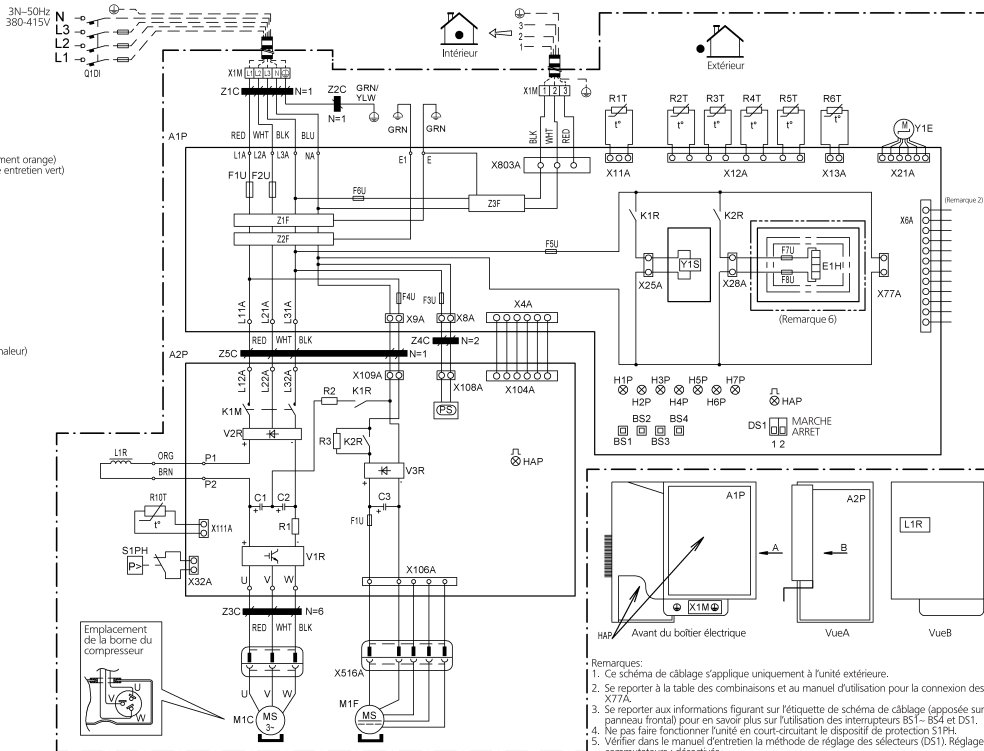 3N~50Hz
380-415V
N
L3
L2
L1
Q1DI
3
2
1
Intérieur
Extérieur
X1M L1 L2 L3 N
Z1C N=1
Z2C
N=1
GRN/
YLW
GRN
GRN
X1M 1 2 3
R1T R2T R3T R4T R5T R6T
t° t° t° t° t° t°
M Y1E
A1P
RED WHT BLK BLU
BLK
WHT
RED
X803A
X11A X12A X13A X21A
L1A L2A L3A NA E1 E
ment orange)
entretien vert)
F1U F2U
F6U
Z3F
Z1F
Z2F
F5U
K1R K2R
X6A
(Remarque 2)
Y1S
F7U
F8U
E1H
X25A X28A X77A
(Remarque 6)
L11A
L21A
L31A
F4U F3U
X9A X8A
X4A
RED WHT BLK
Z4C N=2
naleur)
A2P Z5C N=1
X109A X108A X104A
L12A
L22A
L32A
R2 K1R
PS
K1M
V2R
R3 K2R
V3R
HAP
H1P H3P H5P H7P
H2P H4P H6P
HAP
BS2 BS4
BS1 BS3
DS1 MARCHE
ARRET
1 2
L1R ORG P1
BRN P2
R10T
t°
X111A
C1 C2
C3
R1
F1U
S1PH
P>
X32A
V1R
U V W
X106A
Z3C N=6
RED WHT BLK
X516A
Emplacement
de la borne du
compresseur
V
U
W
U V W
M1C MS
3~
M1F MS
A1P A2P
L1R
A B
HAP
X1M
Avant du boîtier électrique VueA VueB
Remarques:
1. Ce schéma de câblage s'applique uniquement à l'unité extérieure.
2. Se reporter à la table des combinaisons et au manuel d'utilisation pour la connexion des
X77A.
3. Se reporter aux informations figurant sur l'étiquette de schéma de câblage (apposée sur
panneau frontal) pour en savoir plus sur l'utilisation des interrupteurs BS1~ BS4 et DS1.
4. Ne pas faire fonctionner l'unité en court-circuitant le dispositif de protection S1PH.
5. Vérifier dans le manuel d'entretien la méthode de réglage des sélecteurs (DS1). Réglage